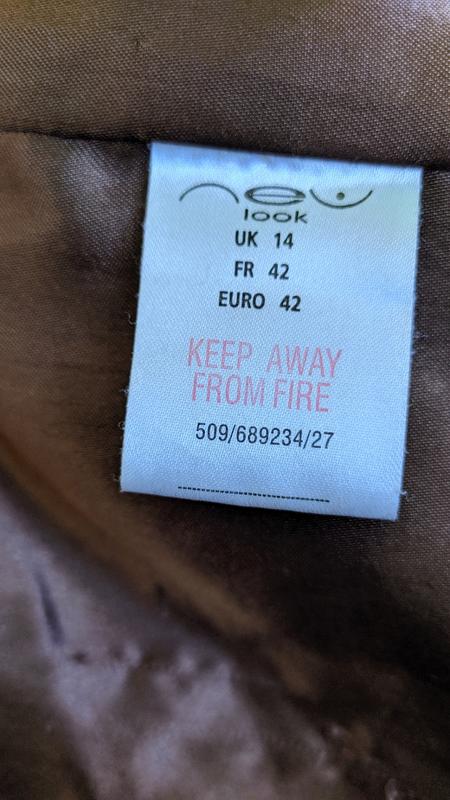 new
look
UK 14
FR 42
EURO 42
KEEP AWAY
FROM FIRE
509/689234/27